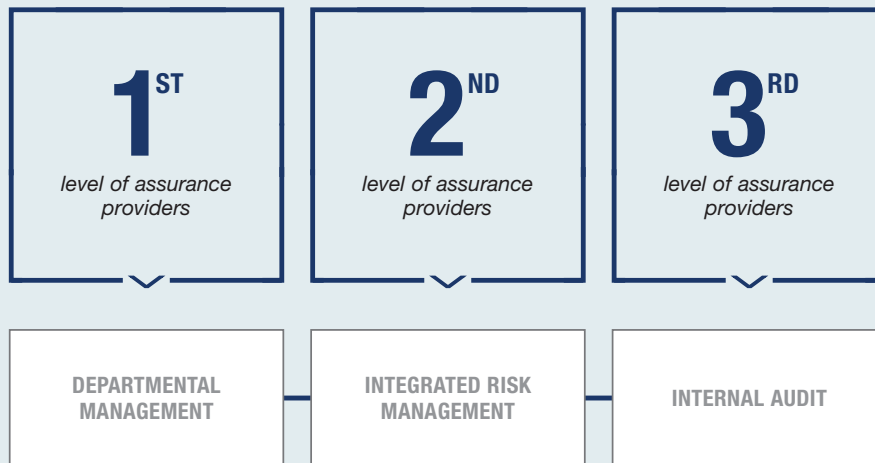 1ST
level of assurance
providers
2ND
level of assurance
providers
3RD
level of assurance
providers
DEPARTMENTAL
MANAGEMENT
INTEGRATED RISK
MANAGEMENT
INTERNAL AUDIT